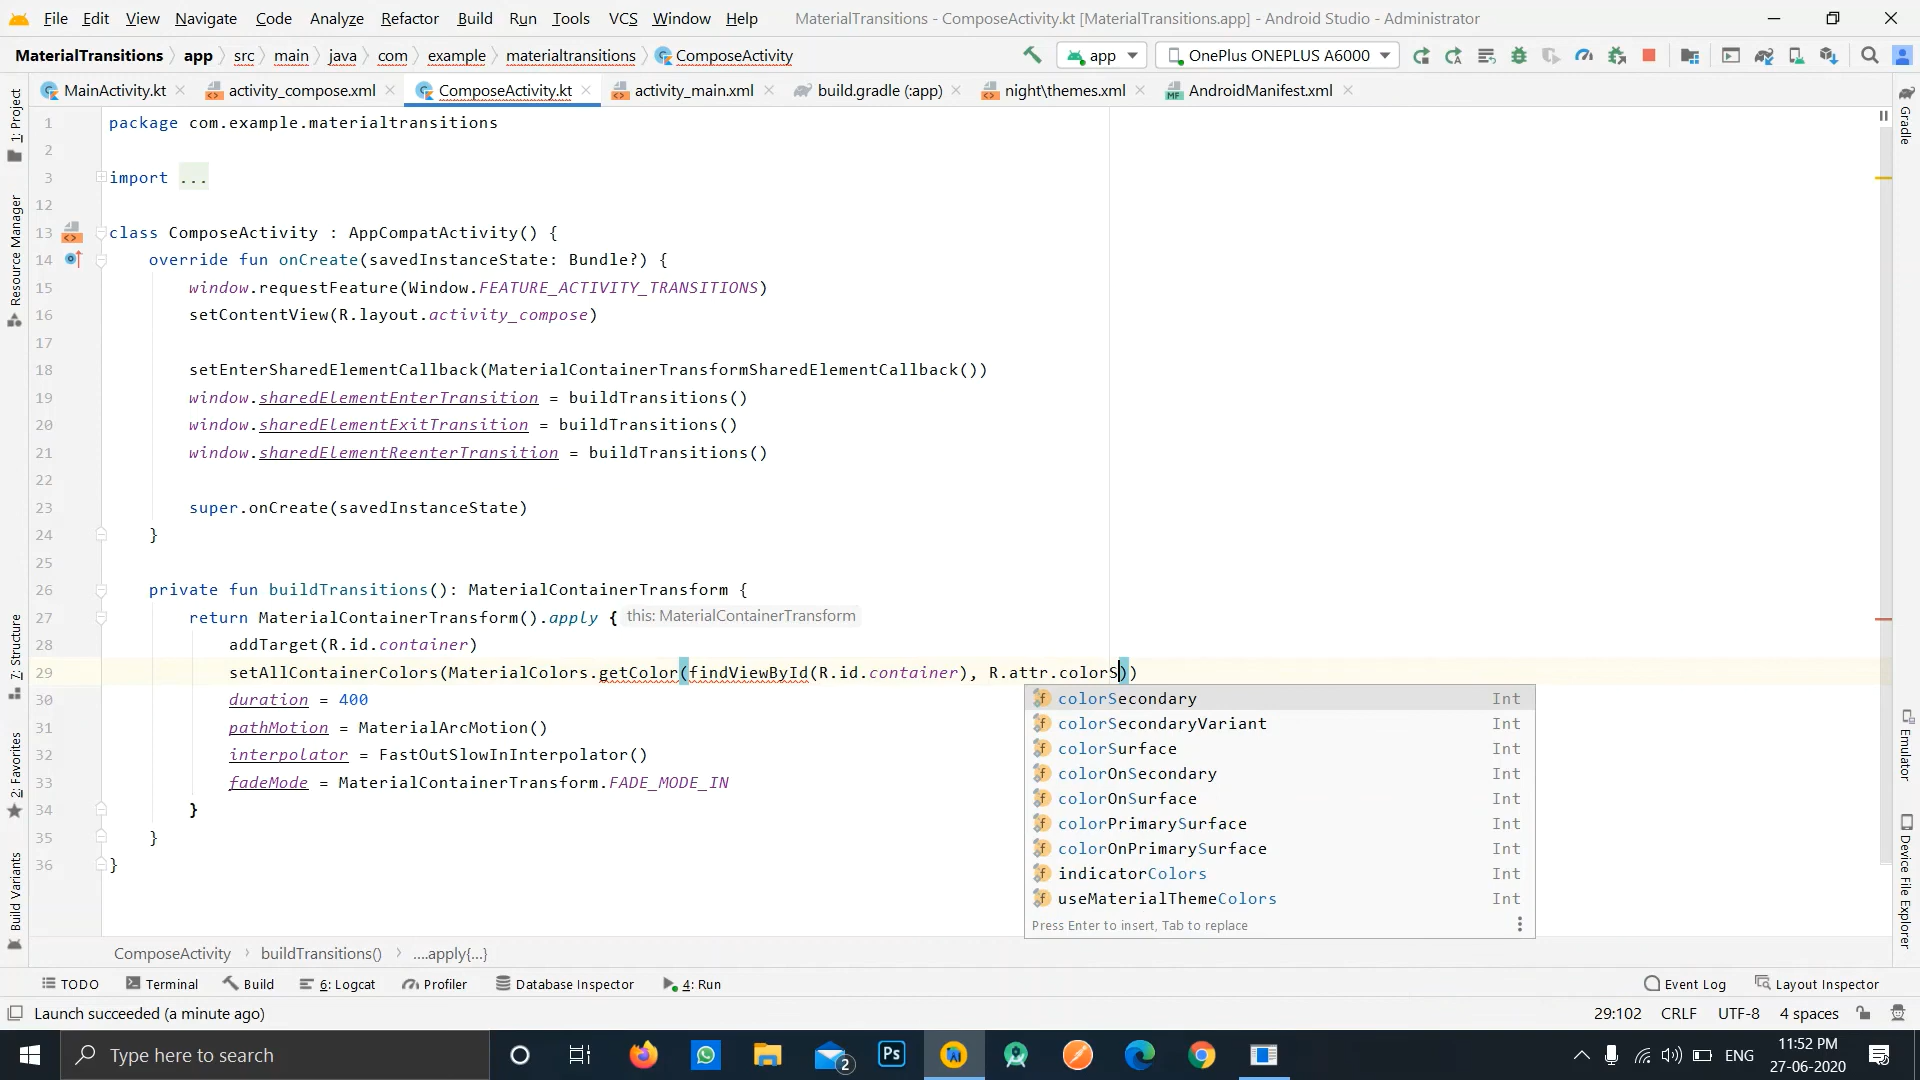 File Edit View Navigate Code Analyze Refactor Build Run Tools VCS Window Help MaterialTransitions - ComposeActivity.kt [MaterialTransitions.app] - Android Studio - Administrator
MaterialTransitions app src main java com example materialtransitions ComposeActivity app OnePlus ONEPLUS A6000
MainActivity.kt activity_compose.xml ComposeActivity.kt activity_main.xml build.gradle (:app) night\themes.xml AndroidManifest.xml
1: Project
Resource Manager
7: Structure
2: Favorites
Build Variants
1 package com.example.materialtransitions
2
3 import ...
12
13 class ComposeActivity : AppCompatActivity() {
14 override fun onCreate(savedInstanceState: Bundle?) {
15 window.requestFeature(Window.FEATURE_ACTIVITY_TRANSITIONS)
16 setContentView(R.layout.activity_compose)
17
18 setEnterSharedElementCallback(MaterialContainerTransformSharedElementCallback())
19 window.sharedElementEnterTransition = buildTransitions()
20 window.sharedElementExitTransition = buildTransitions()
21 window.sharedElementReenterTransition = buildTransitions()
22
23 super.onCreate(savedInstanceState)
24 }
25
26 private fun buildTransitions(): MaterialContainerTransform {
27 return MaterialContainerTransform().apply { this: MaterialContainerTransform
28 addTarget(R.id.container)
29 setAllContainerColors(MaterialColors.getColor(findViewById(R.id.container), R.attr.colorS))
30 duration = 400
31 pathMotion = MaterialArcMotion()
32 interpolator = FastOutSlowInInterpolator()
33 fadeMode = MaterialContainerTransform.FADE_MODE_IN
34 }
35 }
36 }
colorSecondary Int
colorSecondaryVariant Int
colorSurface Int
colorOnSecondary Int
colorOnSurface Int
colorPrimarySurface Int
colorOnPrimarySurface Int
indicatorColors Int
useMaterialThemeColors Int
Press Enter to insert, Tab to replace
Gradle
Emulator
Device File Explorer
ComposeActivity buildTransitions() ....apply{...}
TODO Terminal Build 6: Logcat Profiler Database Inspector 4: Run Event Log Layout Inspector
Launch succeeded (a minute ago) 29:102 CRLF UTF-8 4 spaces
Type here to search 2 Ps ENG 11:52 PM
27-06-2020